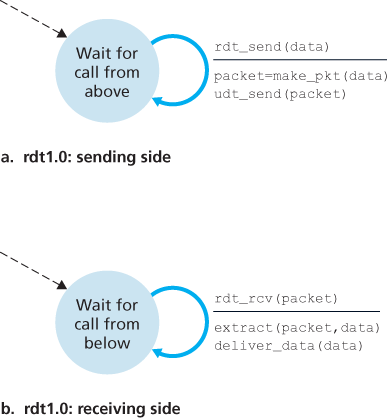 Wait for
call from
above
rdt_send(data)
packet=make_pkt(data)
udt_send(packet)
a. rdt1.0: sending side
Wait for
call from
below
rdt_rcv(packet)
extract(packet,data)
deliver_data(data)
b. rdt1.0: receiving side